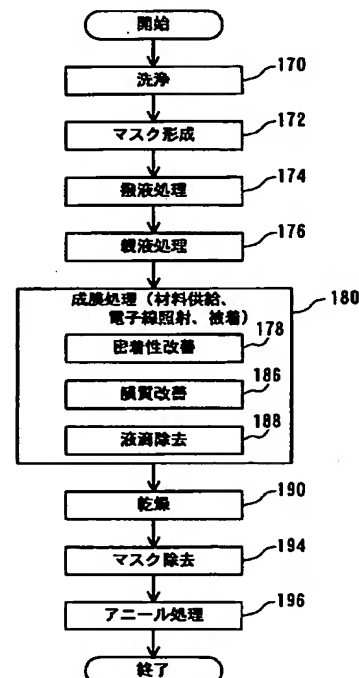 開始
洗浄
170
マスク形成
172
撥液処理
174
親液処理
176
成膜処理(材料供給、
電子線照射、被着)
180
密着性改善
178
膜質改善
186
液滴除去
188
乾燥
190
マスク除去
194
アニール処理
196
終了